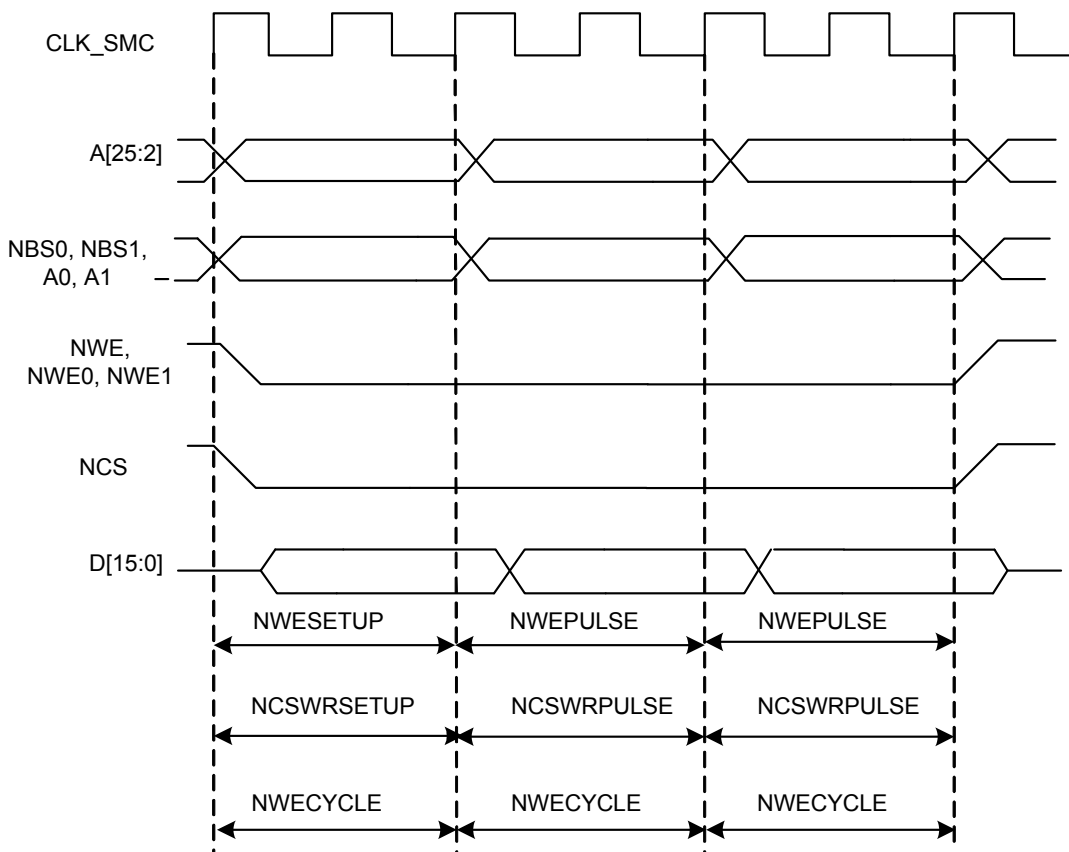 CLK_SMC
A[25:2]
NBS0, NBS1,
A0, A1
NWE,
NWE0, NWE1
NCS
D[15:0]
NWESETUP NWEPULSE NWEPULSE
NCSWRSETUP NCSWRPULSE NCSWRPULSE
NWECYCLE NWECYCLE NWECYCLE